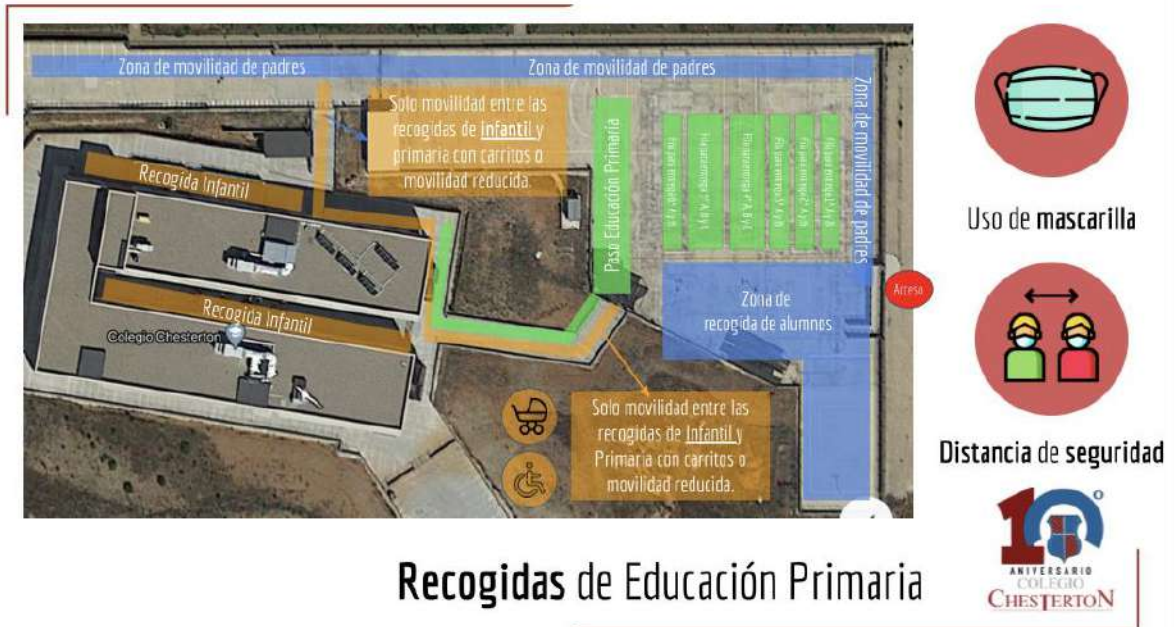 Zona de movilidad de padres
Zona de movilidad de padres
Zona de movilidad de padres
Solo movilidad entre las
recogidas de Infantil y
primaria con carritos o
movilidad reducida.
Recogida Infantil
Recogida Infantil
Colegio Chesterton
Paso Educación Primaria
Zona de
recogida de alumnos
Acceso
Solo movilidad entre las
recogidas de Infantil y
Primaria con carritos o
movilidad reducida.
Uso de mascarilla
Distancia de seguridad
Recogidas de Educación Primaria
10º
ANIVERSARIO
COLEGIO
CHESTERTON